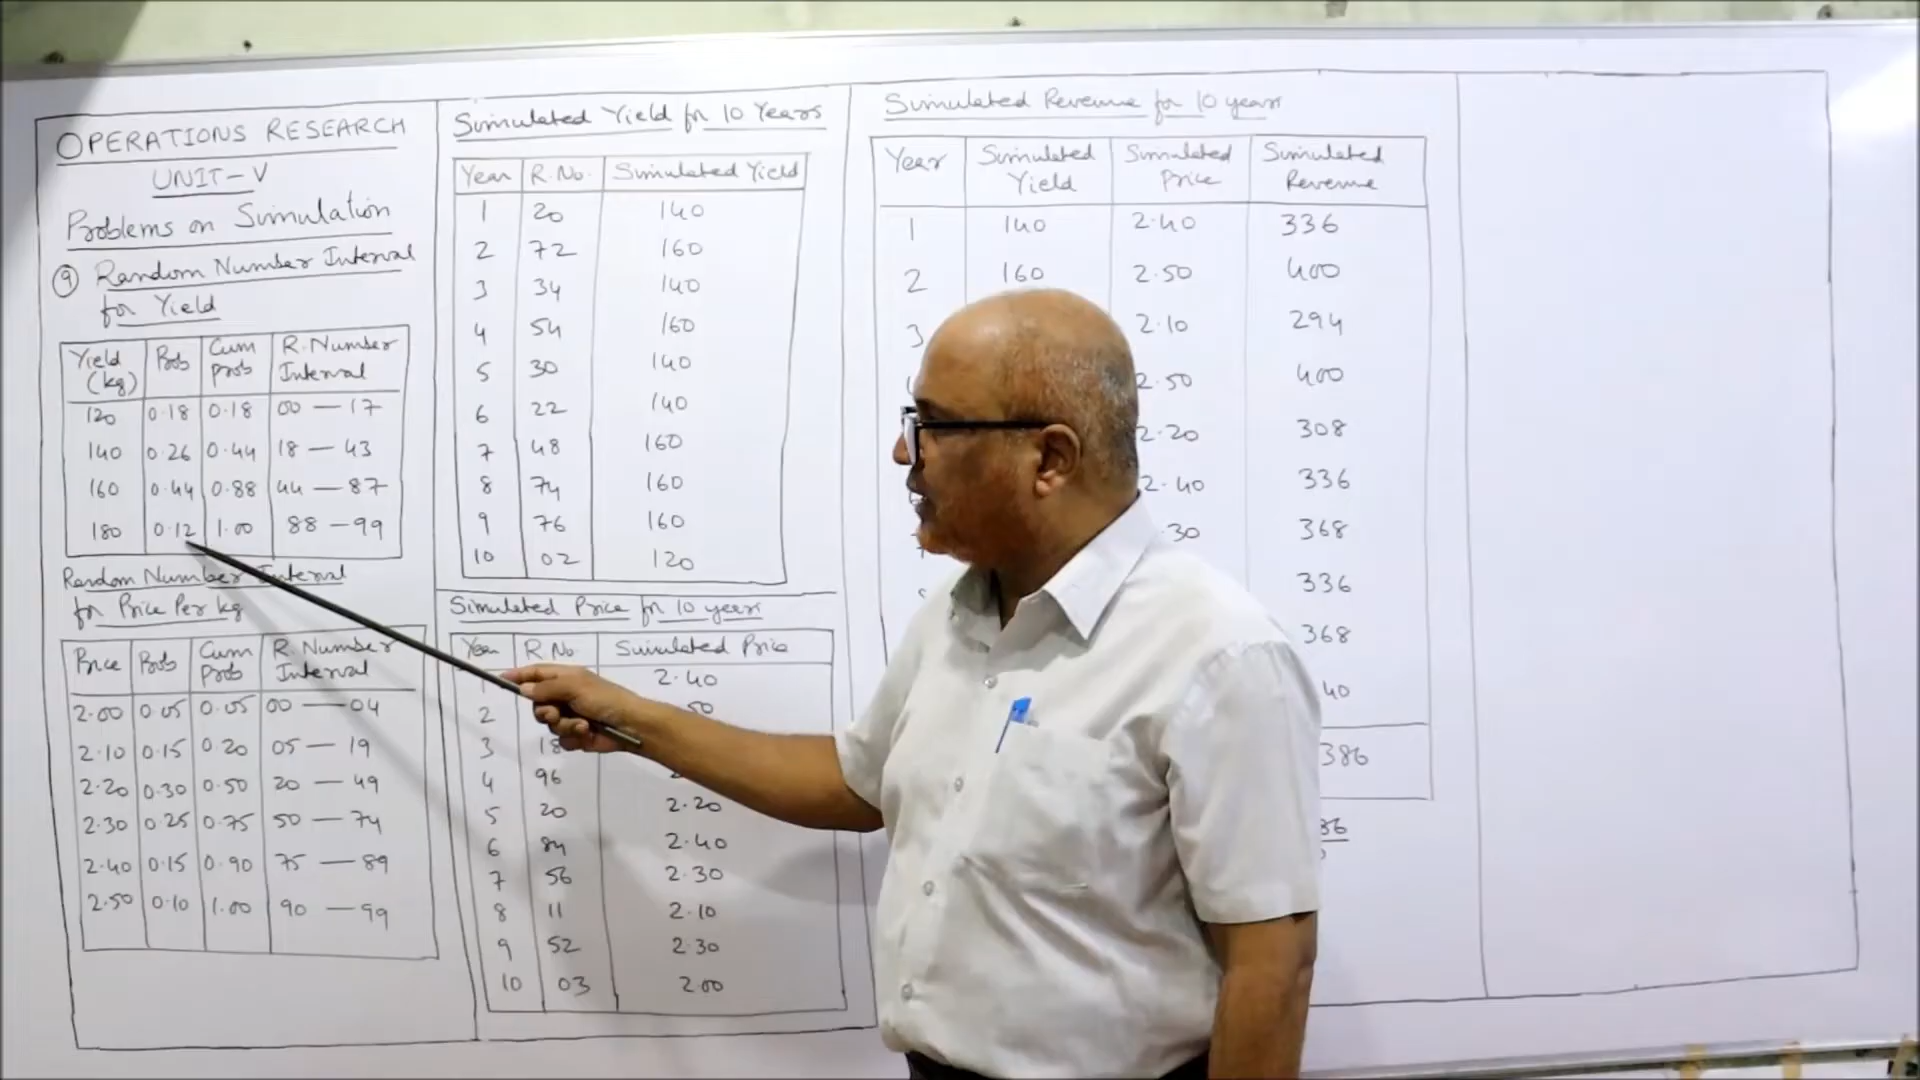 OPERATIONS RESEARCH
UNIT-V
Problems on Simulation
9 Random Number Interval
for Yield
Yield (kg) Prob Cum prob R. Number Interval
120 0.18 0.18 00 — 17
140 0.26 0.44 18 — 43
160 0.44 0.88 44 — 87
180 0.12 1.00 88 — 99
Random Number Interval
for Price Per kg
Price Prob Cum prob R. Number Interval
2.00 0.05 0.05 00 — 04
2.10 0.15 0.20 05 — 19
2.20 0.30 0.50 20 — 49
2.30 0.25 0.75 50 — 74
2.40 0.15 0.90 75 — 89
2.50 0.10 1.00 90 — 99
Simulated Yield for 10 Years
Year R.No. Simulated Yield
1 20 140
2 72 160
3 34 140
4 54 160
5 30 140
6 22 140
7 48 160
8 74 160
9 76 160
10 02 120
Simulated Price for 10 years
Year R No. Simulated Price
1 2.40
2 50
3 18
4 96
5 20 2.20
6 84 2.40
7 56 2.30
8 11 2.10
9 52 2.30
10 03 2.00
Simulated Revenue for 10 years
Year Simulated Yield Simulated Price Simulated Revenue
1 140 2.40 336
2 160 2.50 400
3 2.10 294
2.50 400
2.20 308
2.40 336
.30 368
336
368
40
386
36